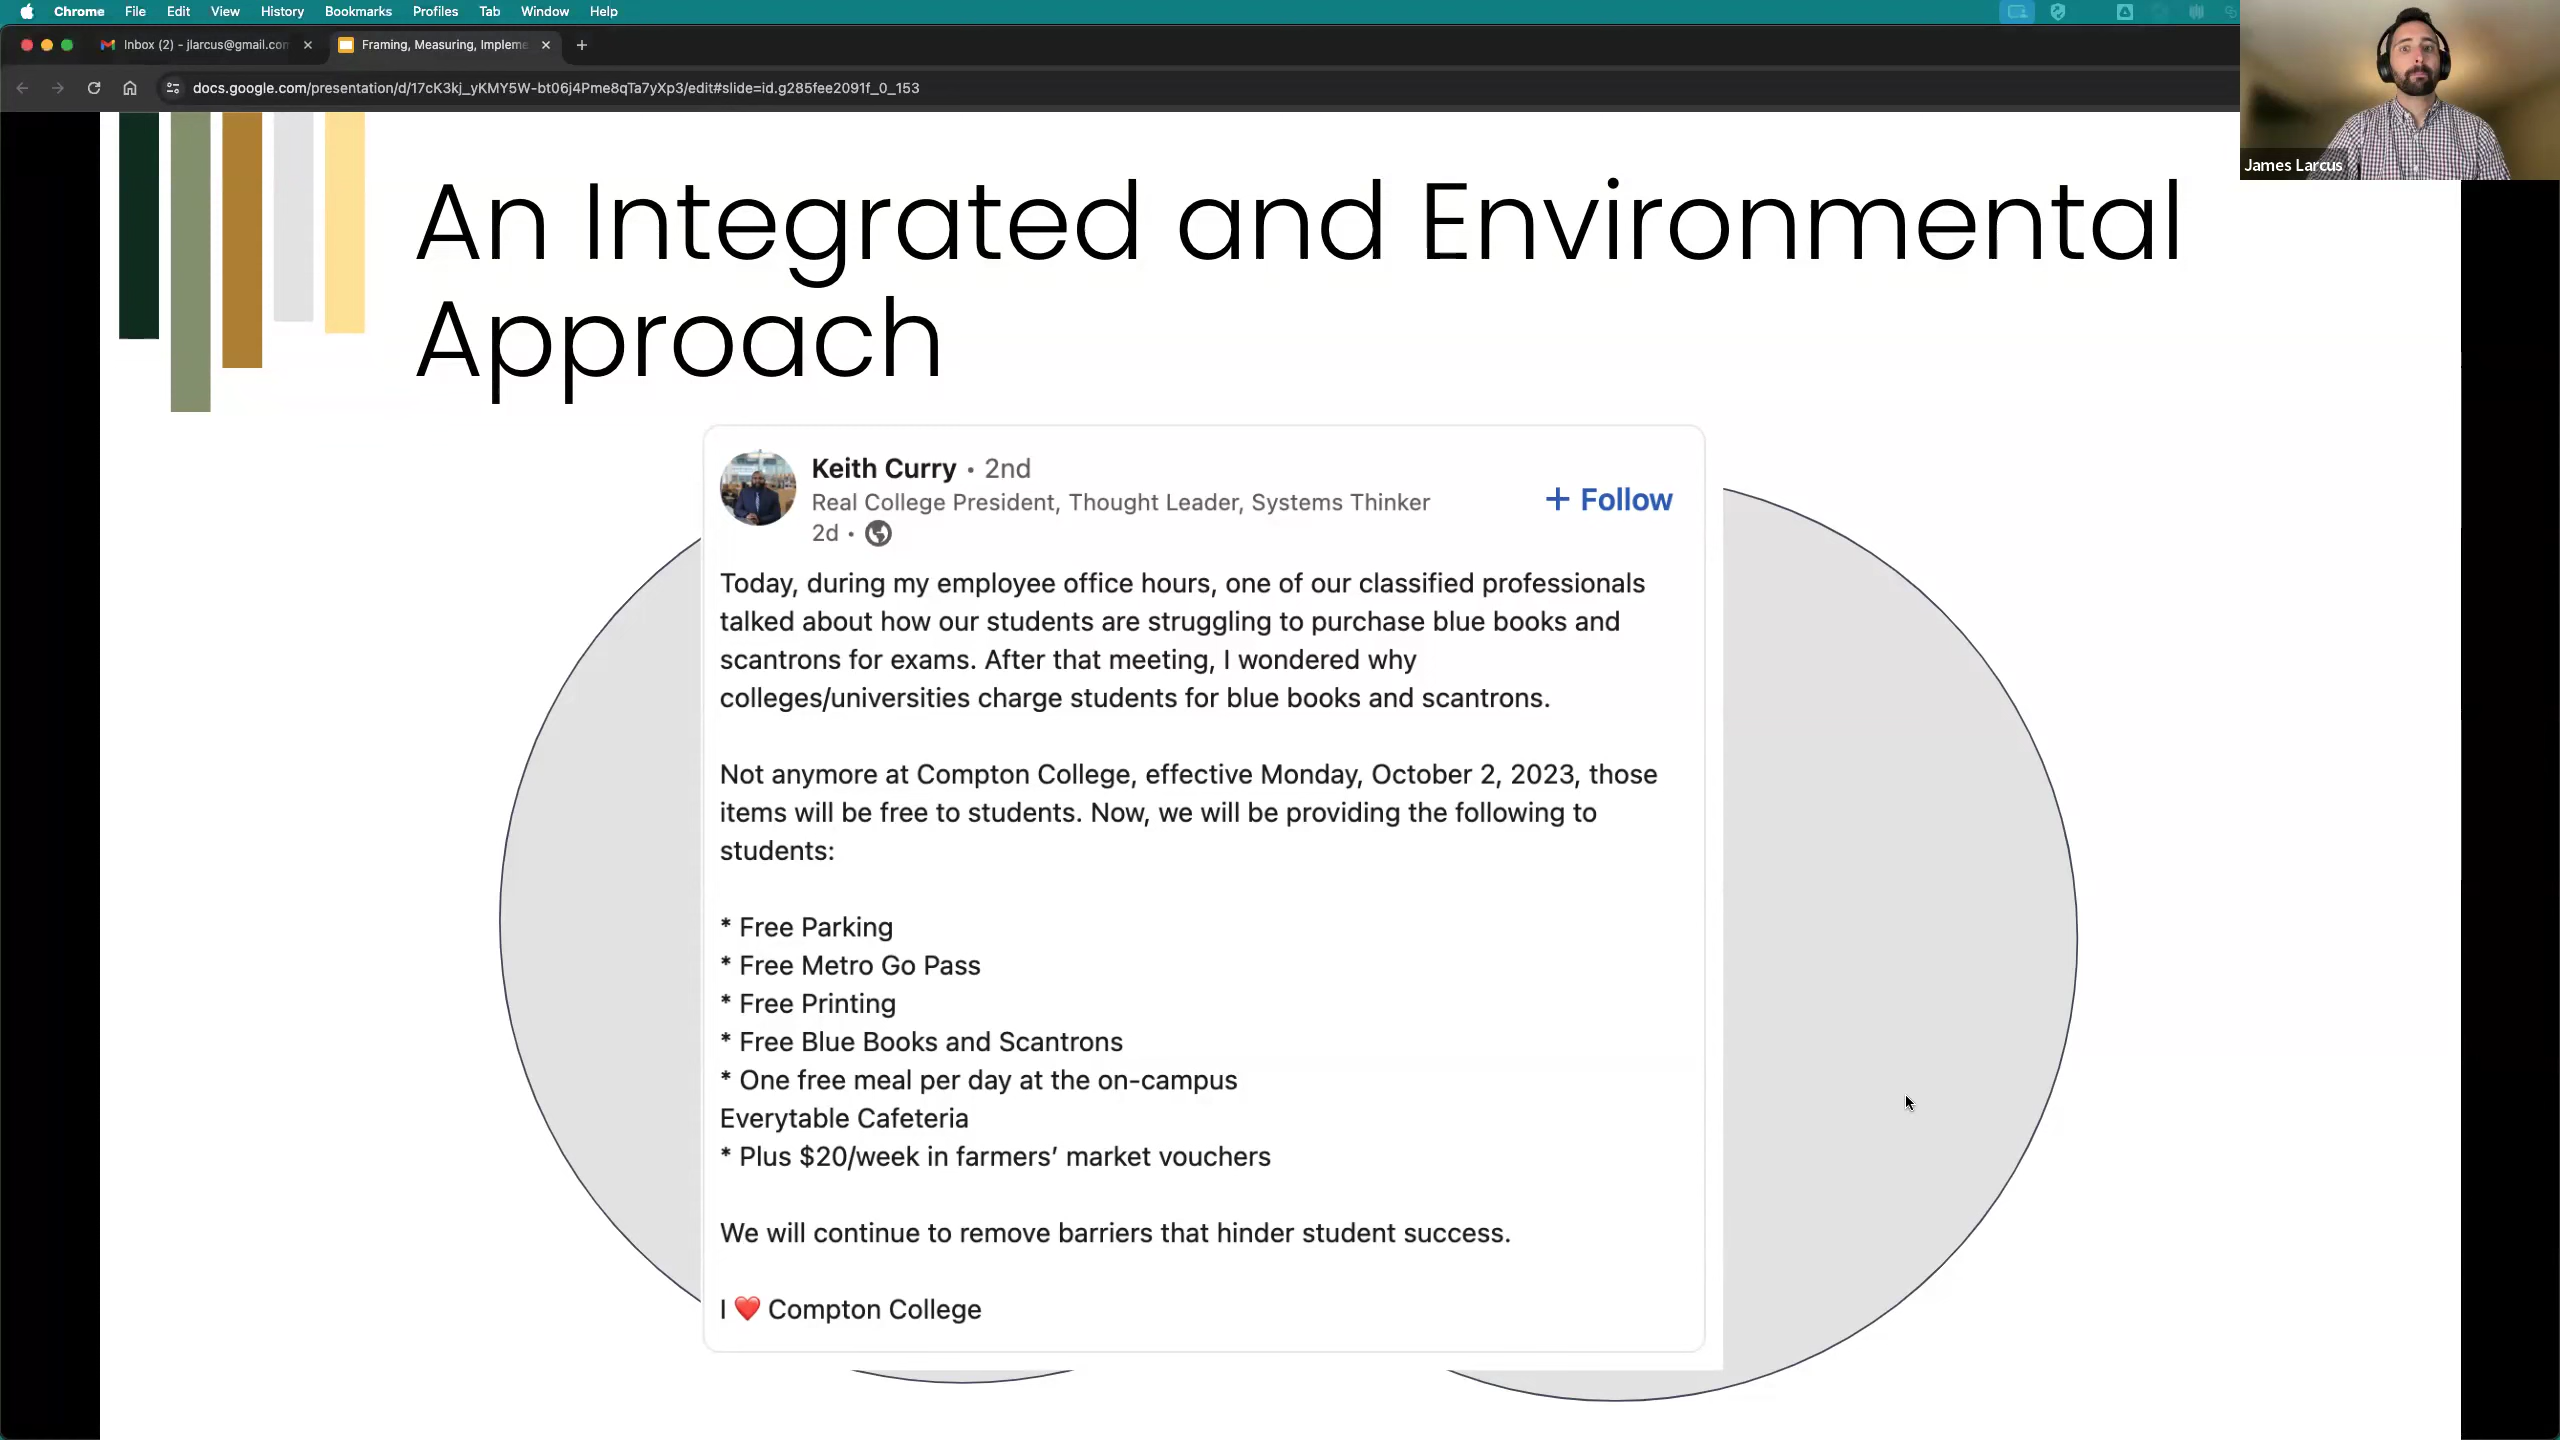 Chrome File Edit View History Bookmarks Profiles Tab Window Help
Inbox (2) - jlarcus@gmail.com
Framing, Measuring, Impleme
docs.google.com/presentation/d/17cK3kj_yKMY5W-bt06j4Pme8qTa7yXp3/edit#slide=id.g285fee2091f_0_153
James Larcus
An Integrated and Environmental
Approach
Keith Curry • 2nd
Real College President, Thought Leader, Systems Thinker
2d •
+ Follow
Today, during my employee office hours, one of our classified professionals
talked about how our students are struggling to purchase blue books and
scantrons for exams. After that meeting, I wondered why
colleges/universities charge students for blue books and scantrons.
Not anymore at Compton College, effective Monday, October 2, 2023, those
items will be free to students. Now, we will be providing the following to
students:
* Free Parking
* Free Metro Go Pass
* Free Printing
* Free Blue Books and Scantrons
* One free meal per day at the on-campus
Everytable Cafeteria
* Plus $20/week in farmers’ market vouchers
We will continue to remove barriers that hinder student success.
I ❤️ Compton College